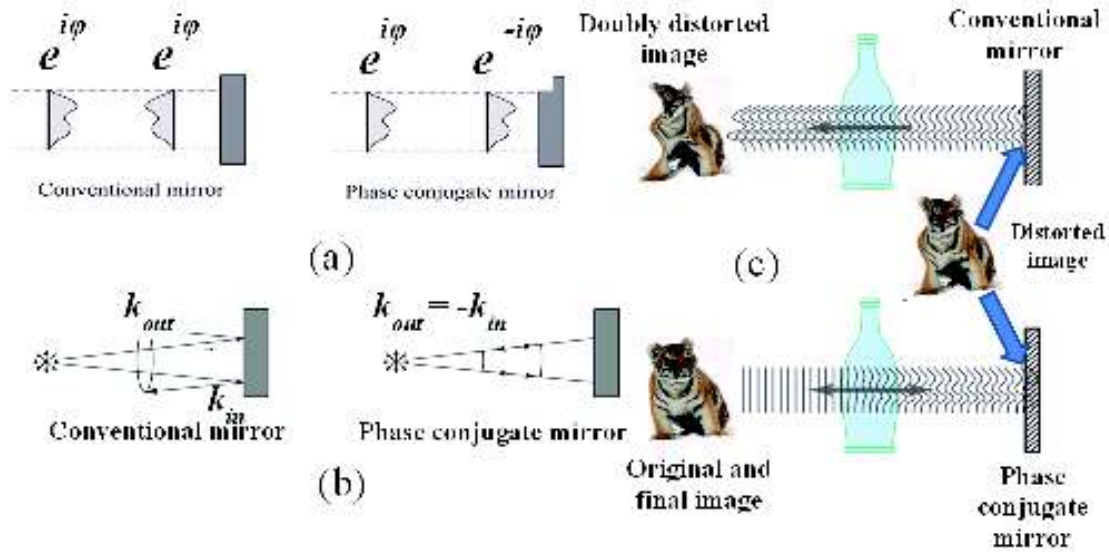 e^{iφ}
e^{iφ}
Conventional mirror
e^{iφ}
e^{-iφ}
Phase conjugate mirror
(a)
k_{out}
k_{in}
Conventional mirror
k_{out} = -k_{in}
Phase conjugate mirror
(b)
Doubly distorted
image
Conventional
mirror
(c)
Distorted
image
Original and
final image
Phase
conjugate
mirror